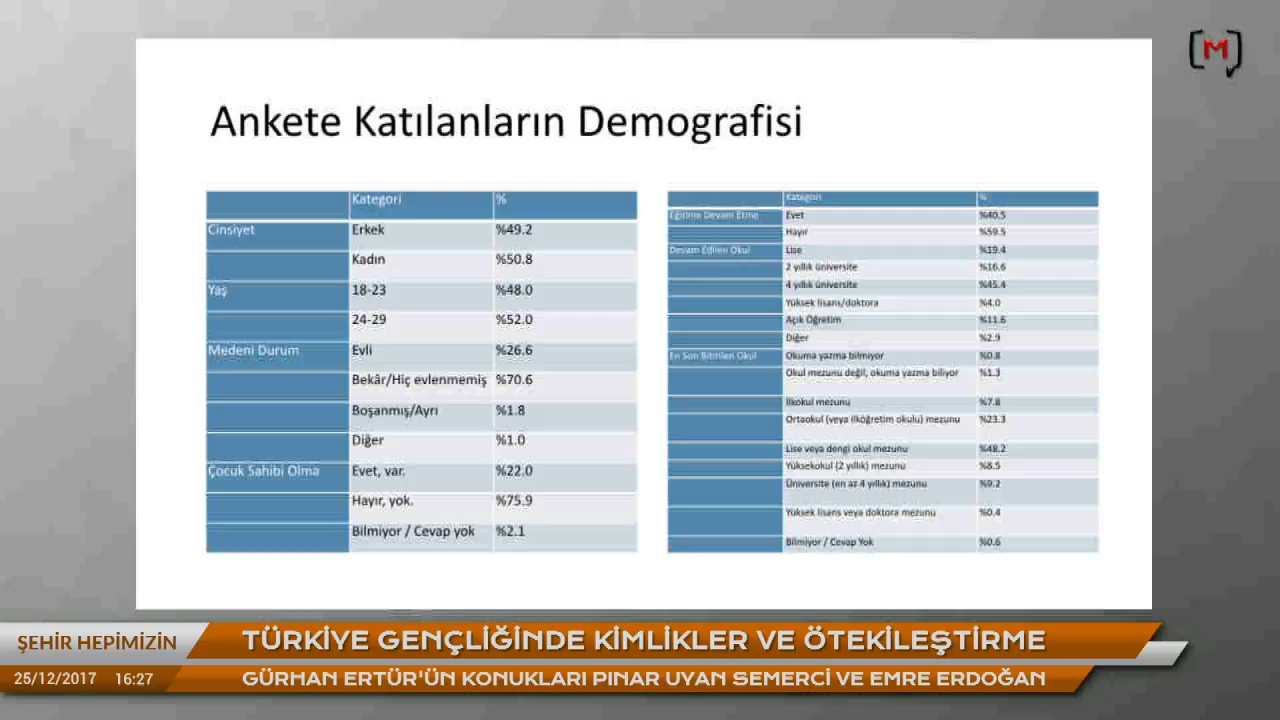 [M]
Ankete Katılanların Demografisi
Kategori %
Cinsiyet Erkek %49.2
Kadın %50.8
Yaş 18-23 %48.0
24-29 %52.0
Medeni Durum Evli %26.6
Bekâr/Hiç evlenmemiş %70.6
Boşanmış/Ayrı %1.8
Diğer %1.0
Çocuk Sahibi Olma Evet, var. %22.0
Hayır, yok. %75.9
Bilmiyor / Cevap yok %2.1
Kategori %
Eğitime Devam Etme Evet %40.5
Hayır %59.5
Devam Edilen Okul Lise %19.4
2 yıllık üniversite %16.6
4 yıllık üniversite %45.4
Yüksek lisans/doktora %4.0
Açık Öğretim %11.6
Diğer %2.9
En Son Bitirilen Okul Okuma yazma bilmiyor %0.8
Okul mezunu değil, okuma yazma biliyor %1.3
İlkokul mezunu %7.8
Ortaokul (veya ilköğretim okulu) mezunu %23.3
Lise veya dengi okul mezunu %48.2
Yüksekokul (2 yıllık) mezunu %8.5
Üniversite (en az 4 yıllık) mezunu %9.2
Yüksek lisans veya doktora mezunu %0.4
Bilmiyor / Cevap Yok %0.6
ŞEHİR HEPİMİZİN
TÜRKİYE GENÇLİĞİNDE KİMLİKLER VE ÖTEKİLEŞTİRME
25/12/2017 16:27
GÜRHAN ERTÜR'ÜN KONUKLARI PINAR UYAN SEMERCİ VE EMRE ERDOĞAN